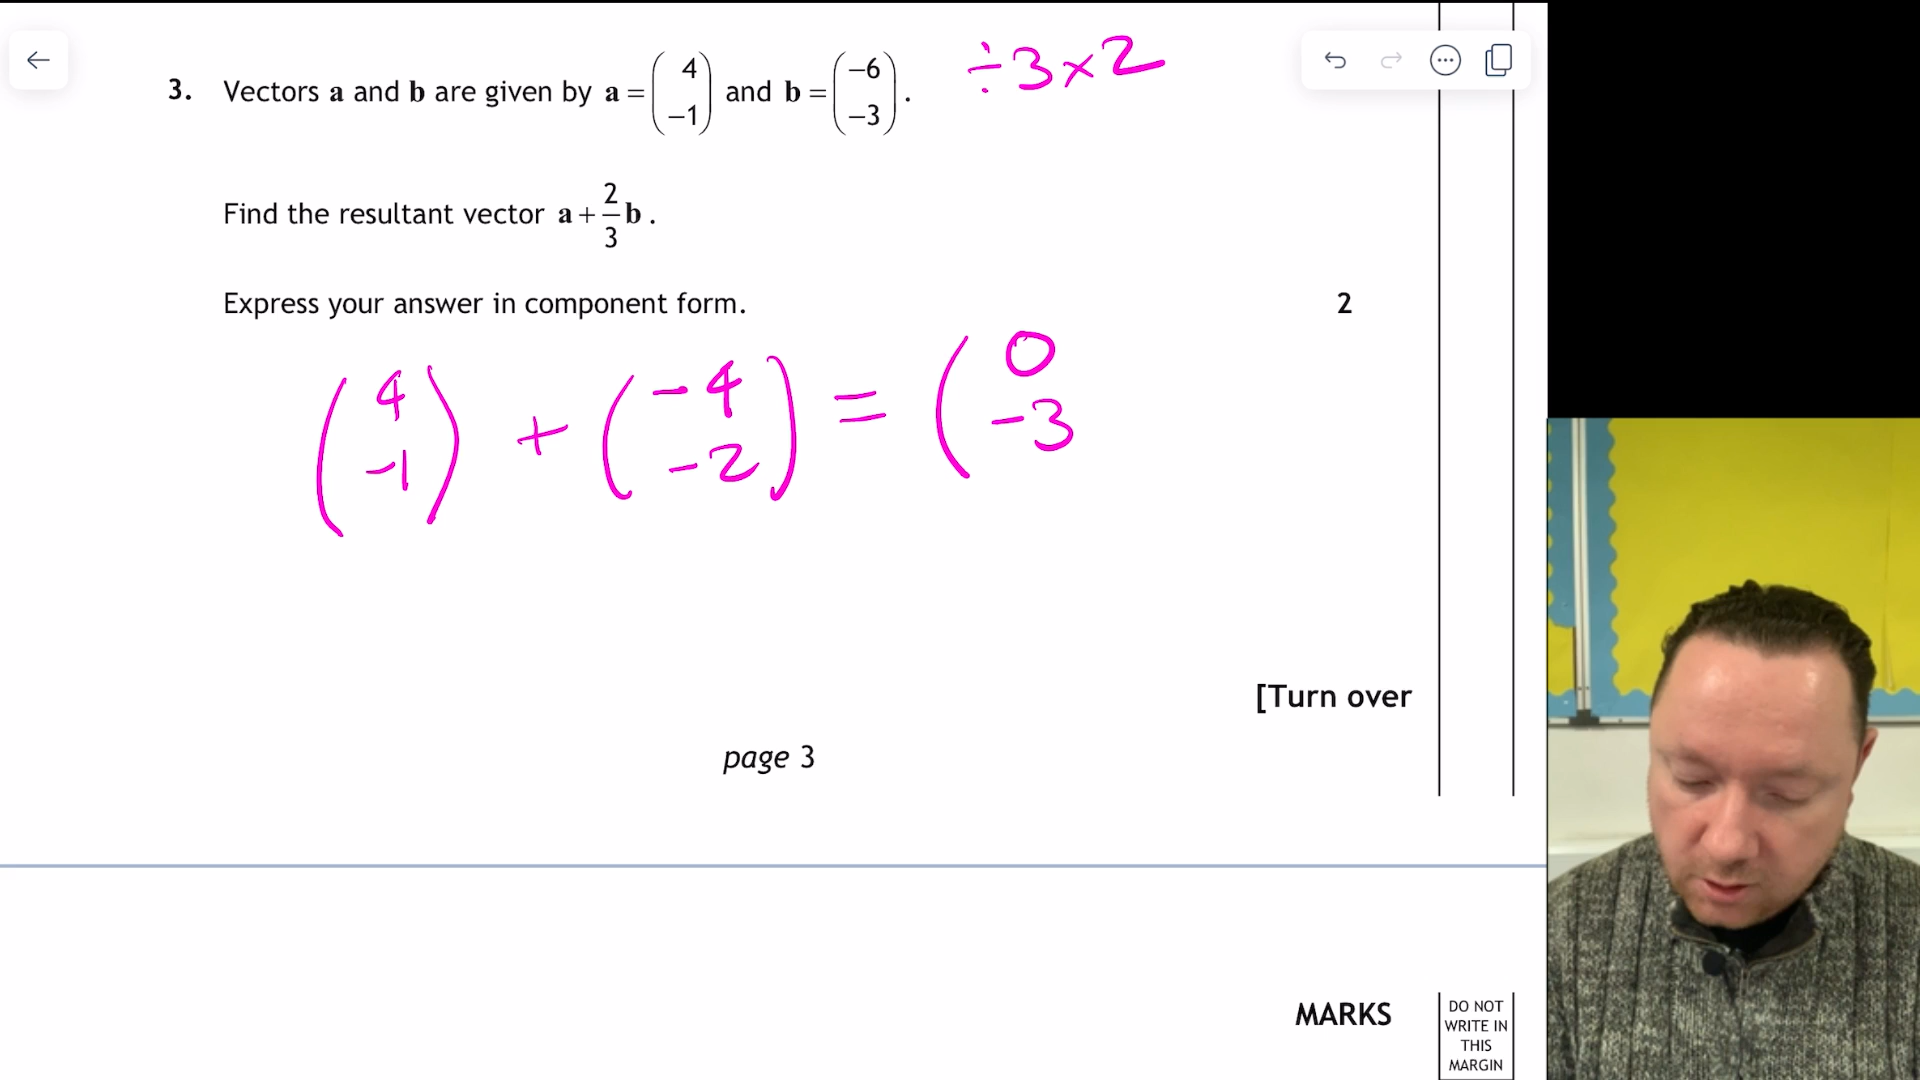 ÷3×2
3. Vectors a and b are given by a = (4 −1) and b = (−6 −3).
Find the resultant vector a + 2/3 b.
Express your answer in component form. 2
(4 -1) + (-4 -2) = (0 -3
[Turn over
page 3
MARKS
DO NOT
WRITE IN
THIS
MARGIN